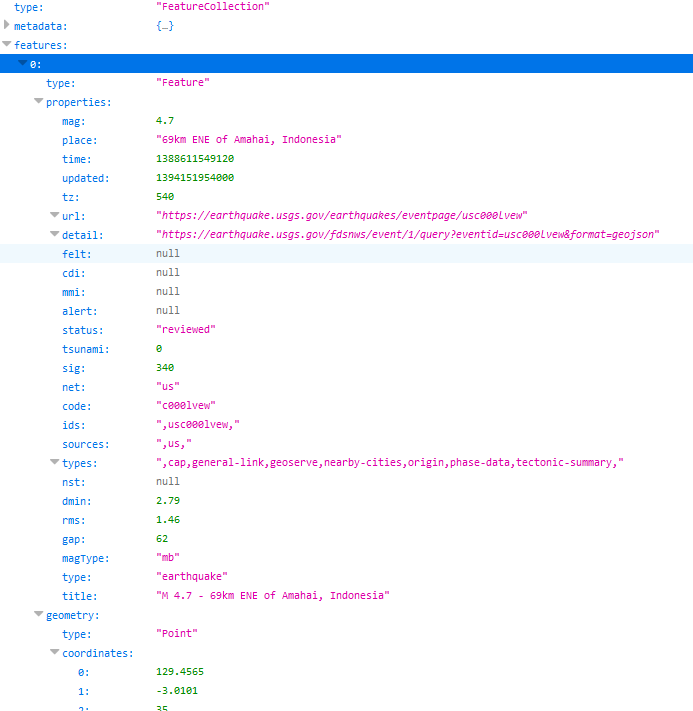 type: "FeatureCollection"
metadata: {…}
features:
0:
type: "Feature"
properties:
mag: 4.7
place: "69km ENE of Amahai, Indonesia"
time: 1388611549120
updated: 1394151954000
tz: 540
url: "https://earthquake.usgs.gov/earthquakes/eventpage/usc000lvew"
detail: "https://earthquake.usgs.gov/fdsnws/event/1/query?eventid=usc000lvew&format=geojson"
felt: null
cdi: null
mmi: null
alert: null
status: "reviewed"
tsunami: 0
sig: 340
net: "us"
code: "c000lvew"
ids: ",usc000lvew,"
sources: ",us,"
types: ",cap,general-link,geoserve,nearby-cities,origin,phase-data,tectonic-summary,"
nst: null
dmin: 2.79
rms: 1.46
gap: 62
magType: "mb"
type: "earthquake"
title: "M 4.7 - 69km ENE of Amahai, Indonesia"
geometry:
type: "Point"
coordinates:
0: 129.4565
1: -3.0101
2: 35